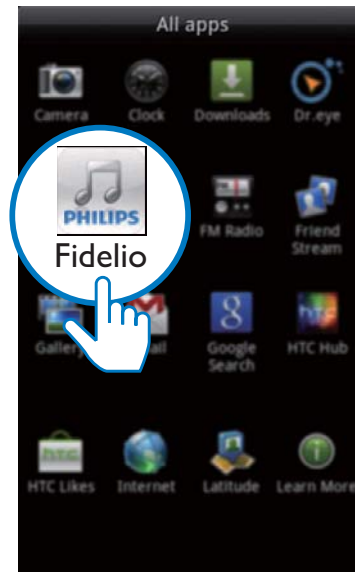 All apps
Camera Clock Downloads Dr.eye
PHILIPS
Fidelio
FM Radio Friend
Stream
Gallery ail Google
Search HTC Hub
HTC Likes Internet Latitude Learn More